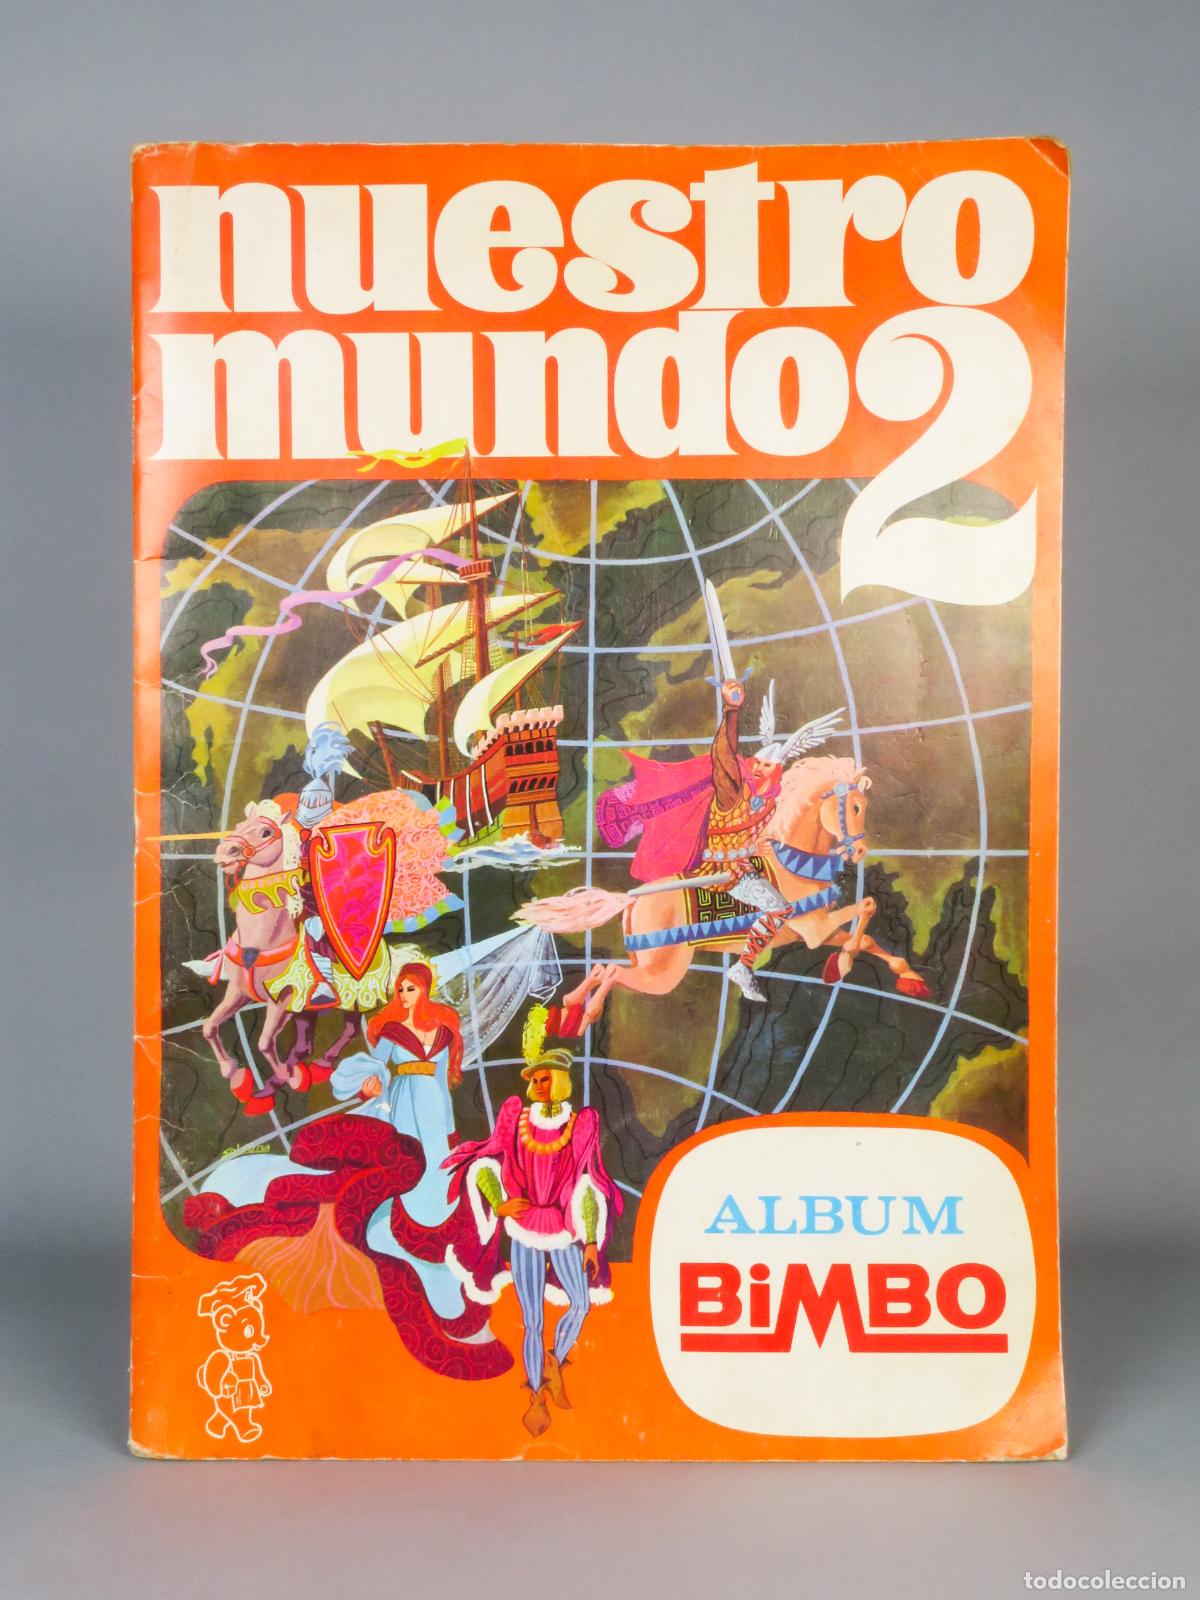 nuestro
mundo 2
ALBUM
BiMBO
todocoleccion